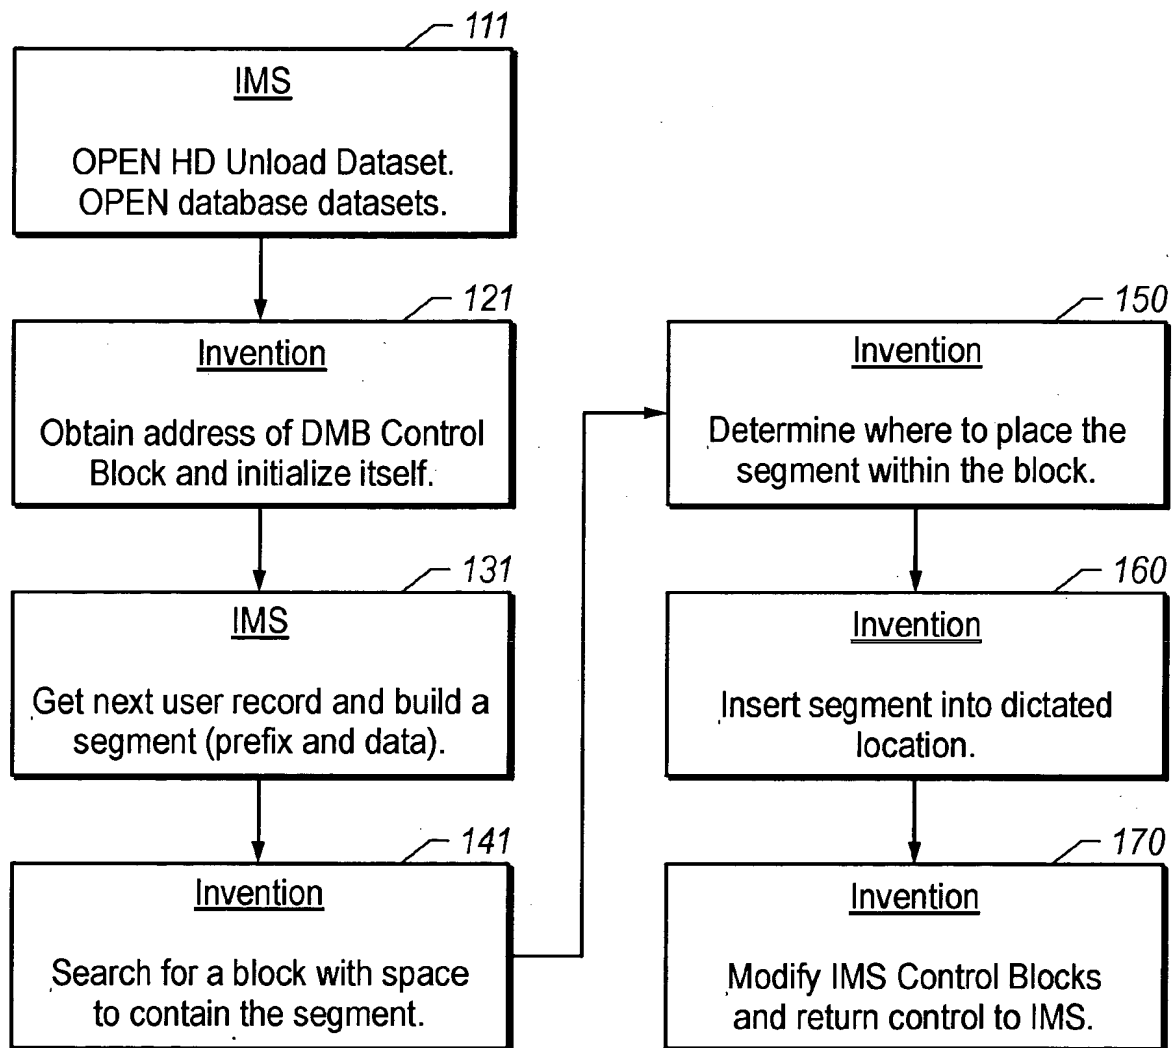 111
IMS
OPEN HD Unload Dataset.
OPEN database datasets.
121
Invention
Obtain address of DMB Control
Block and initialize itself.
131
IMS
Get next user record and build a
segment (prefix and data).
141
Invention
Search for a block with space
to contain the segment.
150
Invention
Determine where to place the
segment within the block.
160
Invention
Insert segment into dictated
location.
170
Invention
Modify IMS Control Blocks
and return control to IMS.